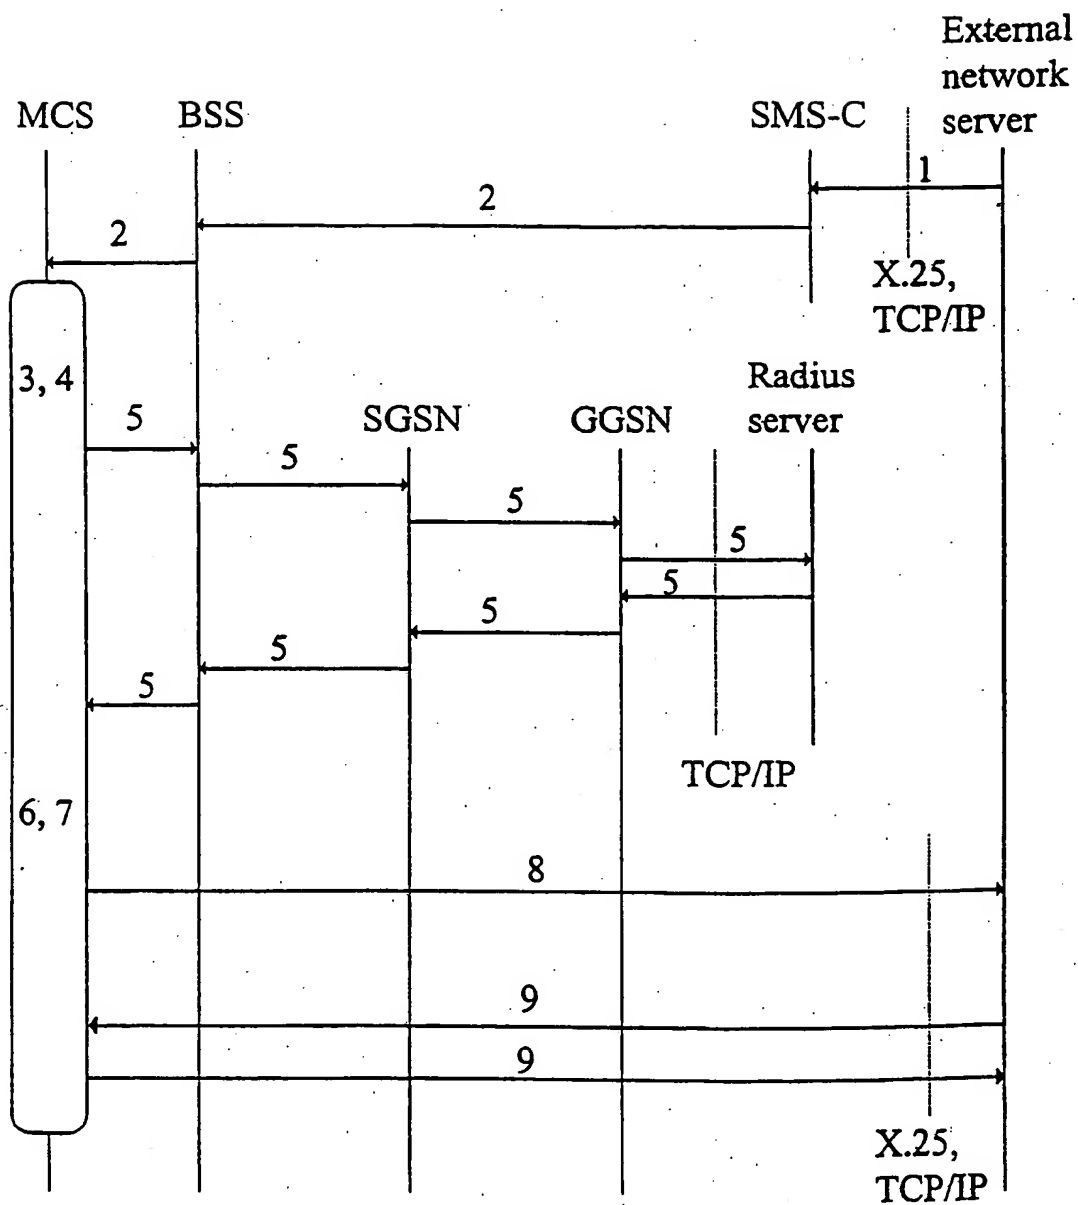 External
network
server
MCS
BSS
SMS-C
1
2
2
X.25,
TCP/IP
3, 4
Radius
server
5
SGSN
GGSN
5
5
5
5
5
5
5
TCP/IP
6, 7
8
9
9
X.25,
TCP/IP